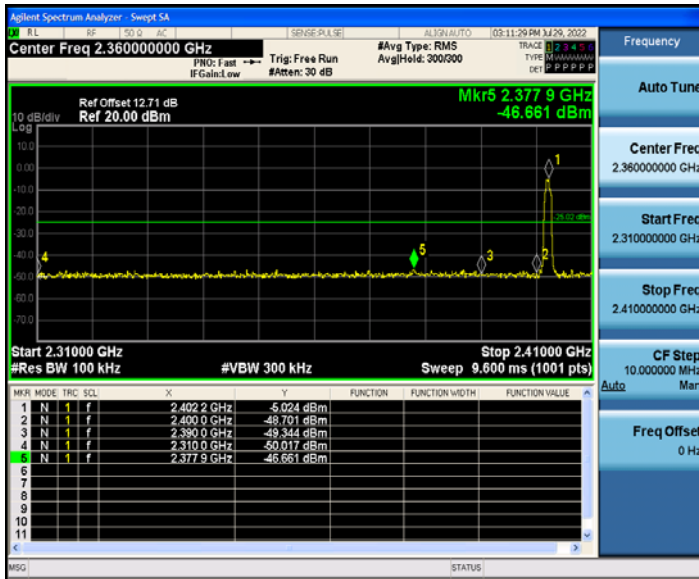 Agilent Spectrum Analyzer - Swept SA
RL RF 50 Ω AC SENSE:PULSE ALIGN AUTO 03:11:29 PM Jul 29, 2022
Center Freq 2.360000000 GHz
PNO: Fast
IFGain:Low
Trig: Free Run
#Atten: 30 dB
#Avg Type: RMS
Avg|Hold: 300/300
TRACE 1 2 3 4 5 6
TYPE M
DET P P P P P P
Ref Offset 12.71 dB
Ref 20.00 dBm
10 dB/div
Log
Mkr5 2.377 9 GHz
-46.661 dBm
10.0
0.00
-10.0
-20.0
-30.0
-40.0
-50.0
-60.0
-70.0
-25.02 dBm
1
2
3
4
5
Start 2.31000 GHz
Stop 2.41000 GHz
#Res BW 100 kHz
#VBW 300 kHz
Sweep 9.600 ms (1001 pts)
MKR MODE TRC SCL X Y FUNCTION FUNCTION WIDTH FUNCTION VALUE
1 N 1 f 2.402 2 GHz -5.024 dBm
2 N 1 f 2.400 0 GHz -48.701 dBm
3 N 1 f 2.390 0 GHz -49.344 dBm
4 N 1 f 2.310 0 GHz -50.017 dBm
5 N 1 f 2.377 9 GHz -46.661 dBm
6
7
8
9
10
11
MSG
STATUS
Frequency
Auto Tune
Center Freq
2.360000000 GHz
Start Freq
2.310000000 GHz
Stop Freq
2.410000000 GHz
CF Step
10.000000 MHz
Auto Man
Freq Offset
0 Hz